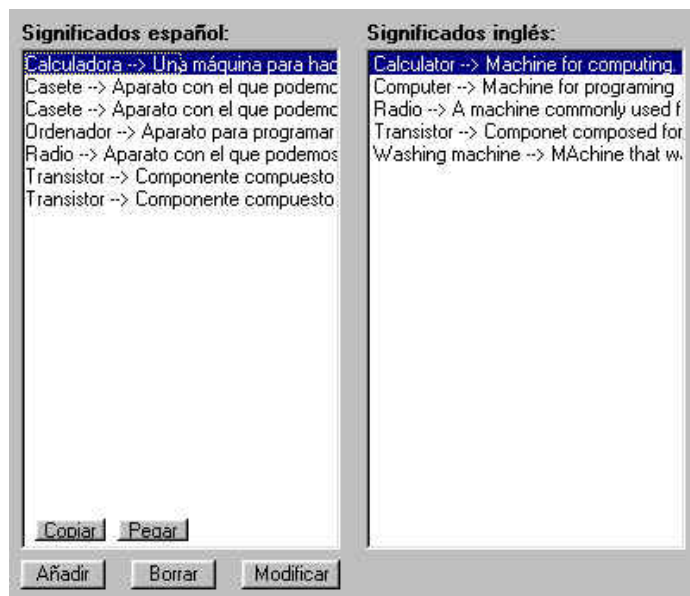 Significados español:
Calculadora --> Una máquina para hac
Casete --> Aparato con el que podemc
Casete --> Aparato con el que podemc
Ordenador --> Aparato para programar
Radio --> Aparato con el que podemos
Transistor --> Componente compuesto
Transistor --> Componente compuesto
Copiar Pegar
Añadir Borrar Modificar
Significados inglés:
Calculator --> Machine for computing.
Computer --> Machine for programing
Radio --> A machine commonly used f
Transistor --> Componet composed for
Washing machine --> MAchine that w